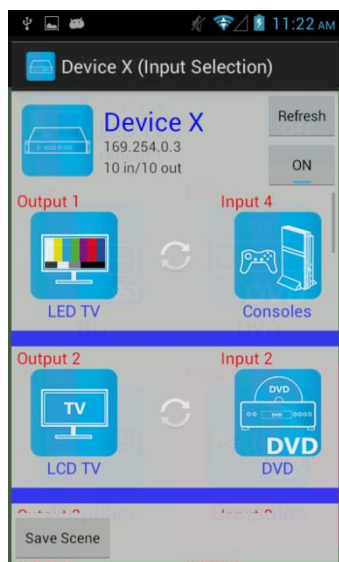 11:22 AM
Device X (Input Selection)
Device X
169.254.0.3
10 in/10 out
Refresh
ON
Output 1
Input 4
LED TV
Consoles
Output 2
Input 2
TV
DVD
DVD
LCD TV
DVD
Save Scene